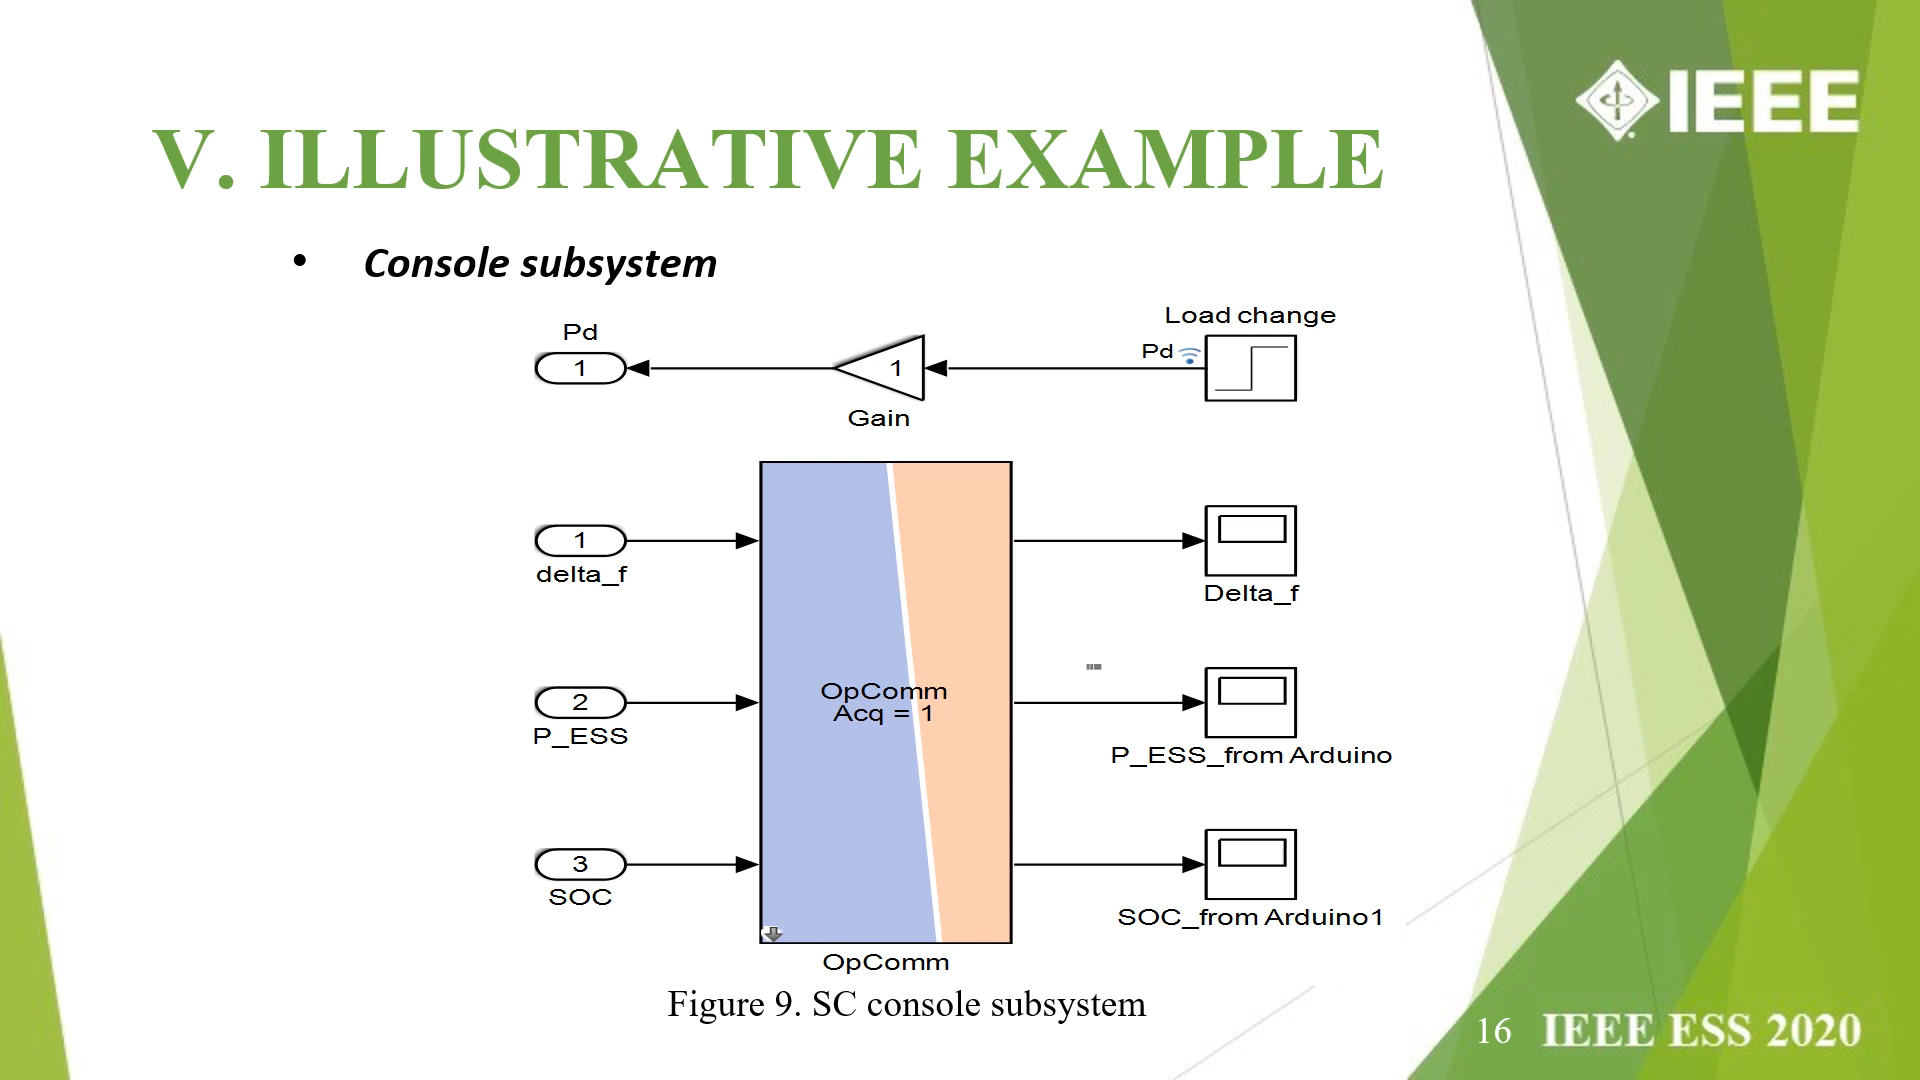 IEEE
V. ILLUSTRATIVE EXAMPLE
• Console subsystem
Load change
Pd
Pd
1
1
Gain
1
delta_f
Delta_f
2
P_ESS
OpComm
Acq = 1
P_ESS_from Arduino
3
SOC
SOC_from Arduino1
OpComm
Figure 9. SC console subsystem
16
IEEE ESS 2020